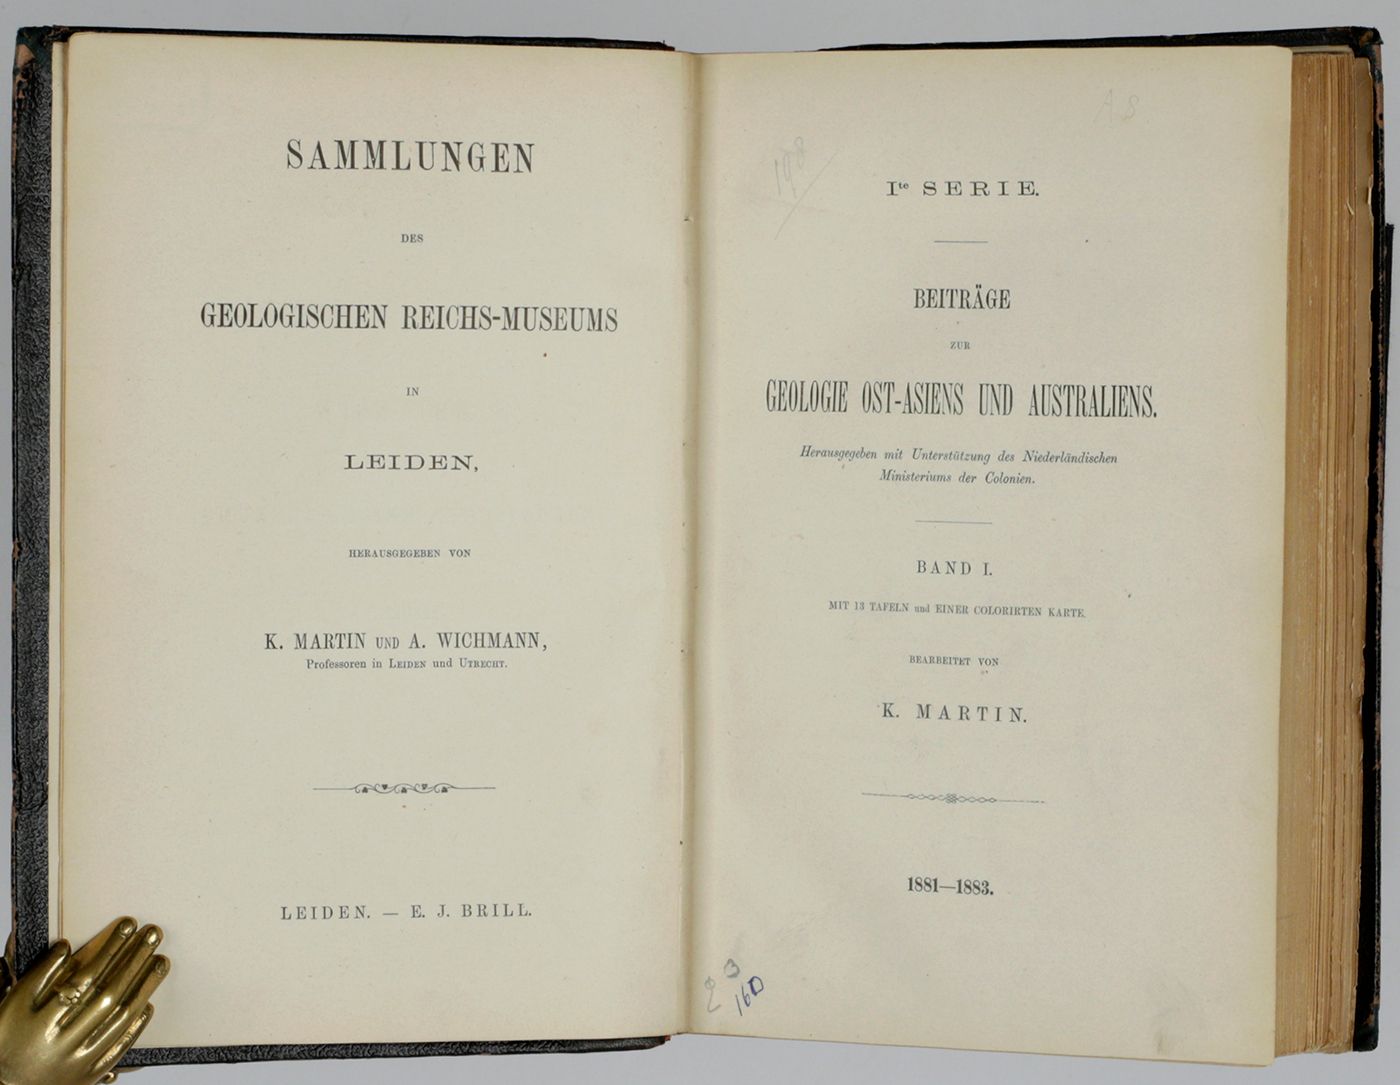 SAMMLUNGEN
DES
GEOLOGISCHEN REICHS-MUSEUMS
IN
LEIDEN,
HERAUSGEGEBEN VON
K. MARTIN UND A. WICHMANN,
Professoren in LEIDEN und UTRECHT.
LEIDEN. — E. J. BRILL.
Ite SERIE.
BEITRÄGE
ZUR
GEOLOGIE OST-ASIENS UND AUSTRALIENS.
Herausgegeben mit Unterstützung des Niederländischen
Ministeriums der Colonien.
BAND I.
MIT 13 TAFELN und EINER COLORIRTEN KARTE.
BEARBEITET VON
K. MARTIN.
1881—1883.